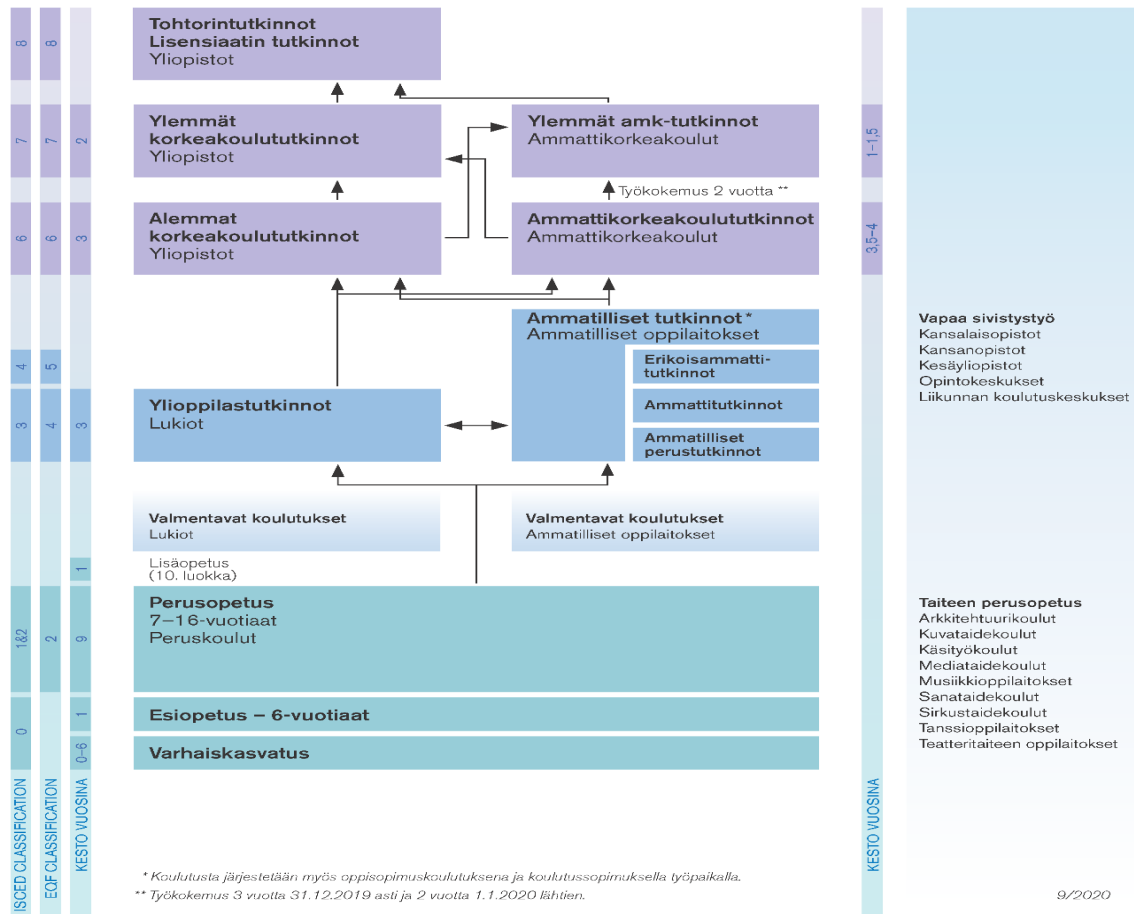 Tohtorintutkinnot
Lisensiaatin tutkinnot
Yliopistot
Ylemmät
korkeakoulututkinnot
Yliopistot
Ylemmät amk-tutkinnot
Ammattikorkeakoulut
Työkokemus 2 vuotta **
Alemmat
korkeakoulututkinnot
Yliopistot
Ammattikorkeakoulututkinnot
Ammattikorkeakoulut
Ammatilliset tutkinnot*
Ammatilliset oppilaitokset
Erikoisammatti-
tutkinnot
Ammattitutkinnot
Ammatilliset
perustutkinnot
Ylioppilastutkinnot
Lukiot
Valmentavat koulutukset
Lukiot
Valmentavat koulutukset
Ammatilliset oppilaitokset
Lisäopetus
(10. luokka)
Perusopetus
7–16-vuotiaat
Peruskoulut
Esiopetus – 6-vuotiaat
Varhaiskasvatus
ISCED CLASSIFICATION
0
1&2
3
4
6
7
8
EQF CLASSIFICATION
2
4
5
6
7
8
KESTO VUOSINA
0–6
1
9
1
3
3
2
KESTO VUOSINA
3,5–4
1–1,5
Vapaa sivistystyö
Kansalaisopistot
Kansanopistot
Kesäyliopistot
Opintokeskukset
Liikunnan koulutuskeskukset
Taiteen perusopetus
Arkkitehtuurikoulut
Kuvataidekoulut
Käsityökoulut
Mediataidekoulut
Musiikkioppilaitokset
Sanataidekoulut
Sirkustaidekoulut
Tanssioppilaitokset
Teatteritaiteen oppilaitokset
* Koulutusta järjestetään myös oppisopimuskoulutuksena ja koulutussopimuksella työpaikalla.
** Työkokemus 3 vuotta 31.12.2019 asti ja 2 vuotta 1.1.2020 lähtien.
9/2020